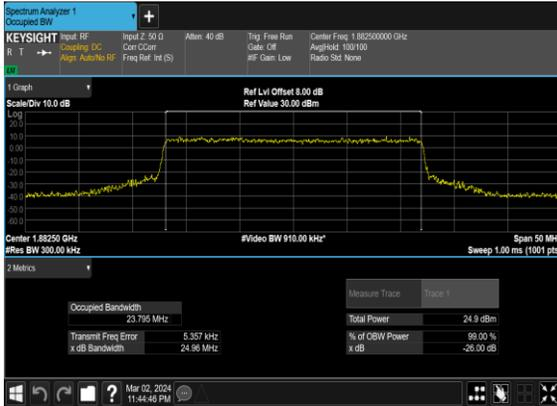 Spectrum Analyzer 1
Occupied BW
+
KEYSIGHT Input: RF Input Z: 50 Ω Atten: 40 dB Trig: Free Run Center Freq: 1.882500000 GHz
R T Coupling: DC Corr CCorr Gate: Off Avg|Hold: 100/100
Align: Auto/No RF Freq Ref: Int (S) #IF Gain: Low Radio Std: None
1 Graph Ref Lvl Offset 8.00 dB
Scale/Div 10.0 dB Ref Value 30.00 dBm
Log
20.0
10.0
0.00
-10.0
-20.0
-30.0
-40.0
-50.0
-60.0
Center 1.88250 GHz #Video BW 910.00 kHz* Span 50 MH
#Res BW 300.00 kHz Sweep 1.00 ms (1001 pts
2 Metrics
Measure Trace Trace 1
Occupied Bandwidth
23.795 MHz Total Power 24.9 dBm
Transmit Freq Error 5.357 kHz % of OBW Power 99.00 %
x dB Bandwidth 24.96 MHz x dB -26.00 dB
? Mar 02, 2024
11:44:46 PM